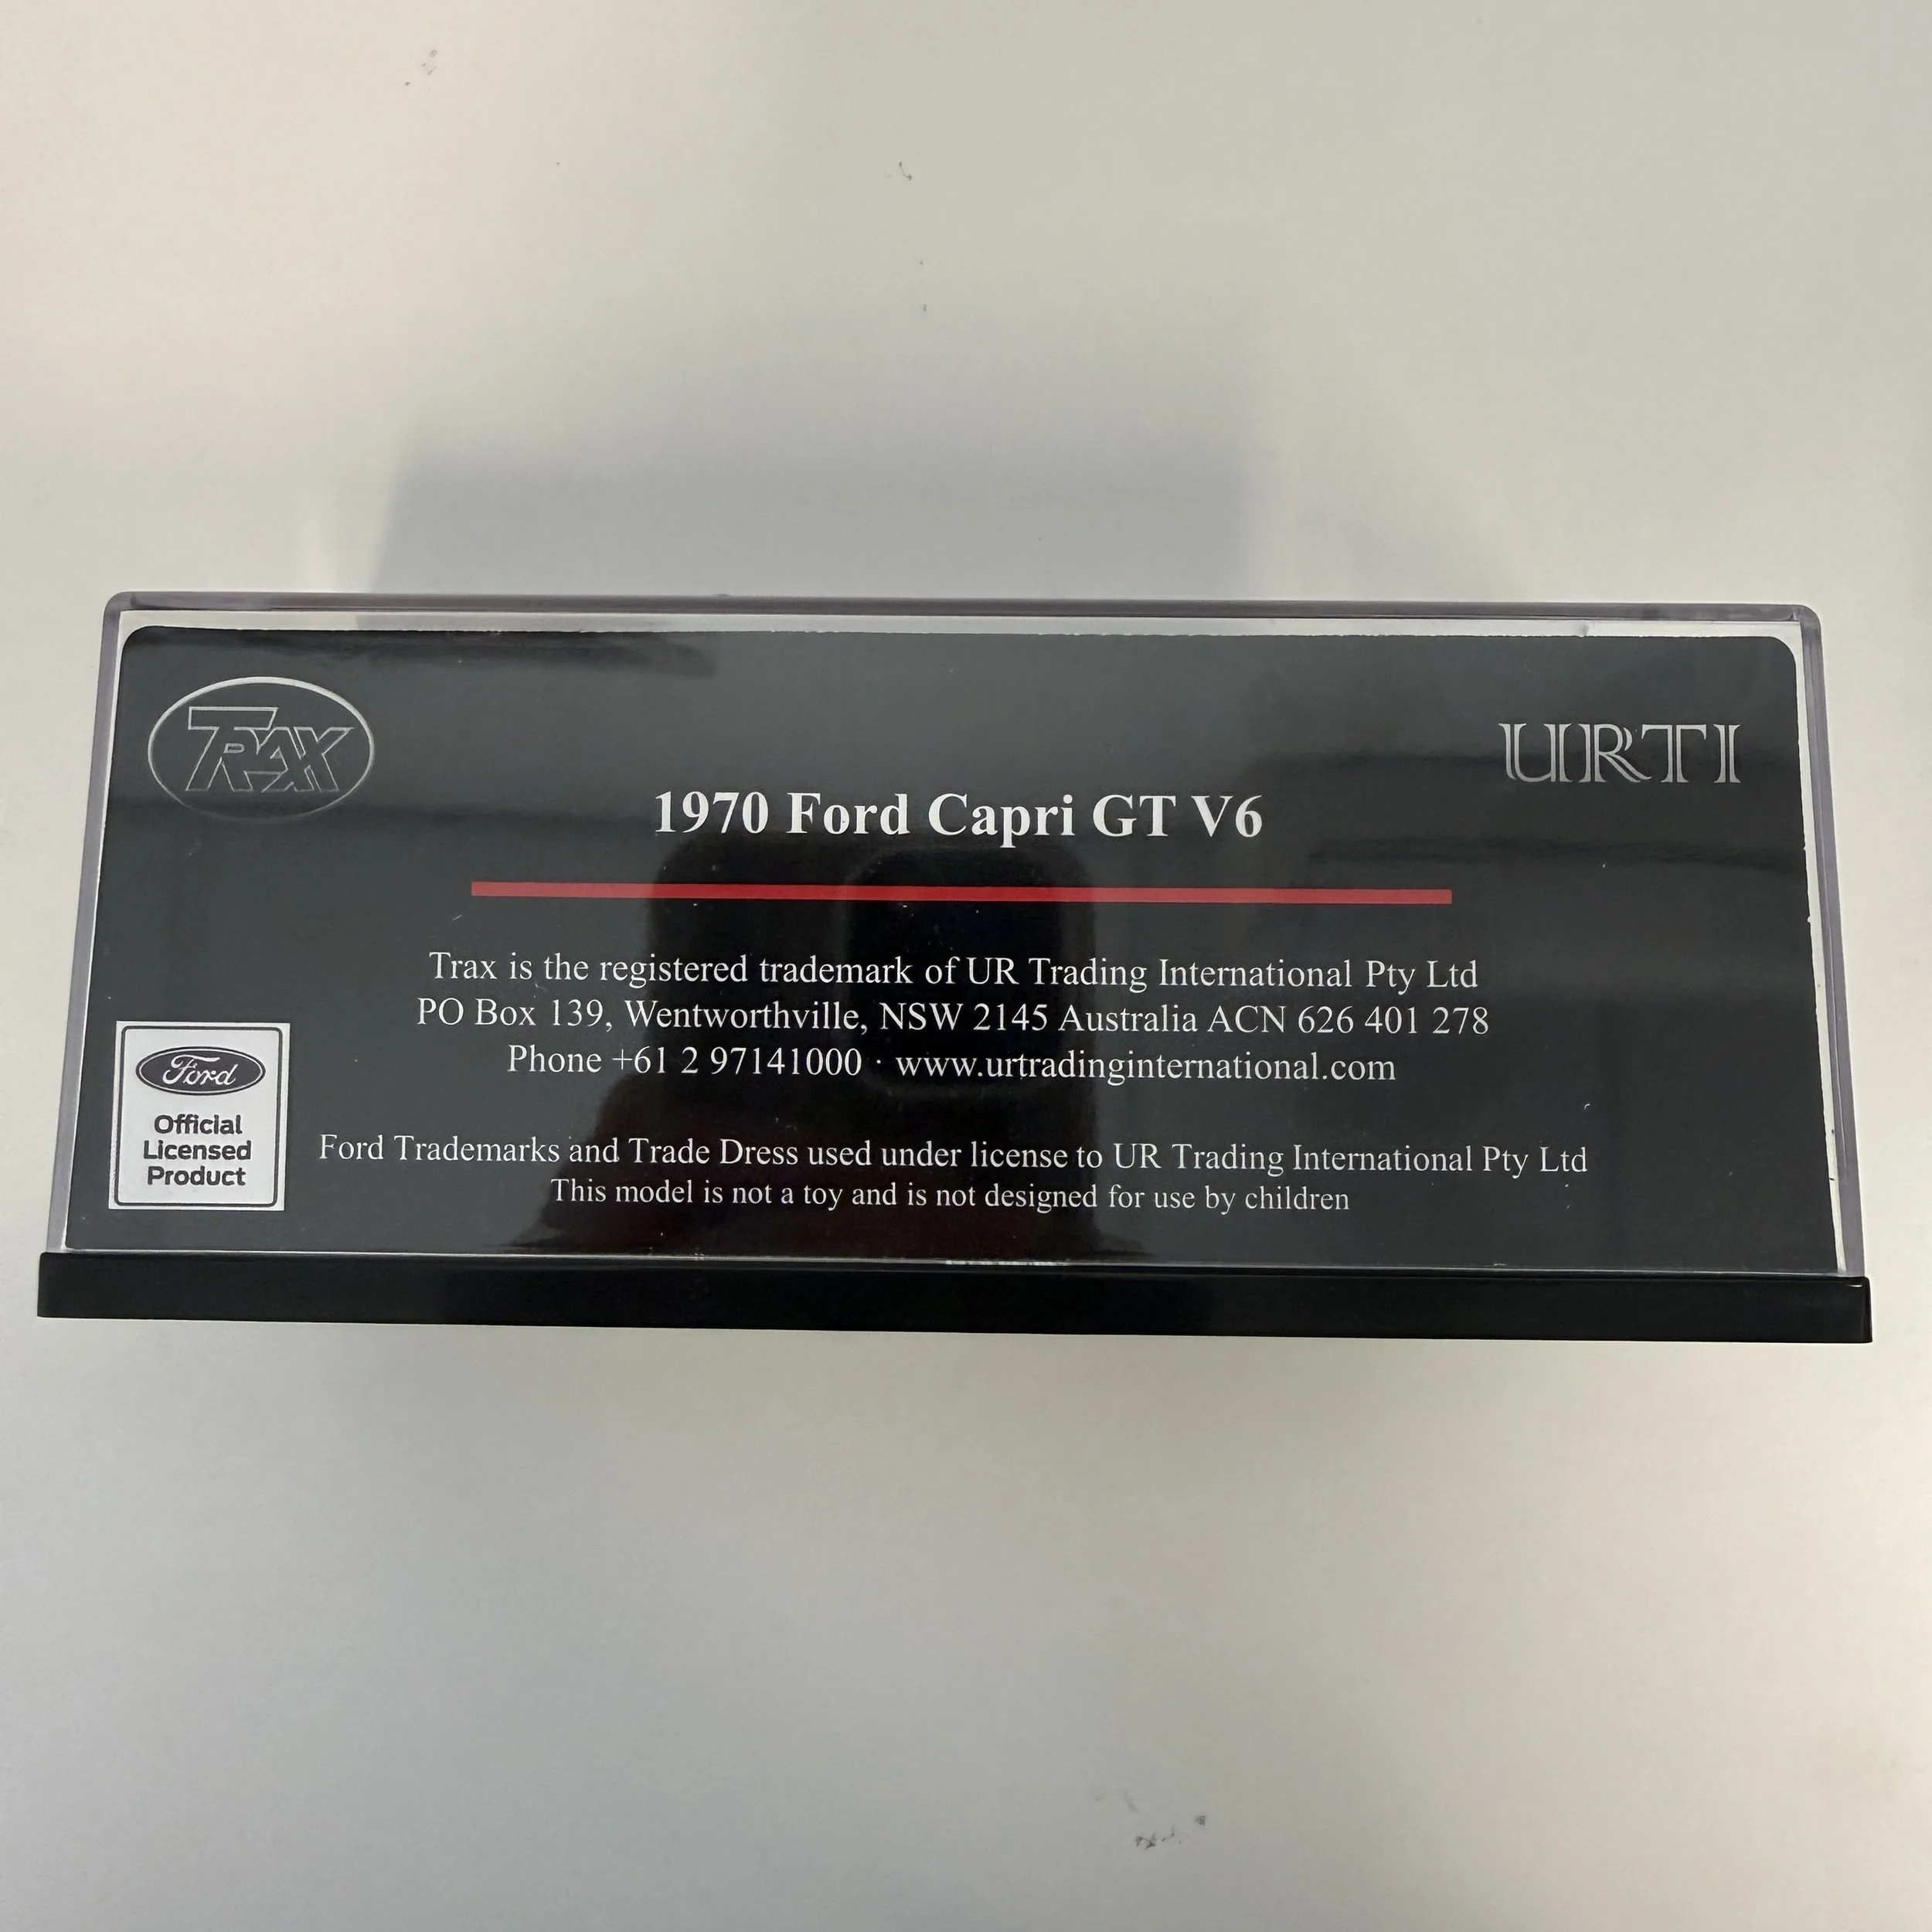 TRAX
URTI
1970 Ford Capri GT V6
Trax is the registered trademark of UR Trading International Pty Ltd
PO Box 139, Wentworthville, NSW 2145 Australia ACN 626 401 278
Phone +61 2 97141000 · www.urtradinginternational.com
Ford
Official
Licensed
Product
Ford Trademarks and Trade Dress used under license to UR Trading International Pty Ltd
This model is not a toy and is not designed for use by children